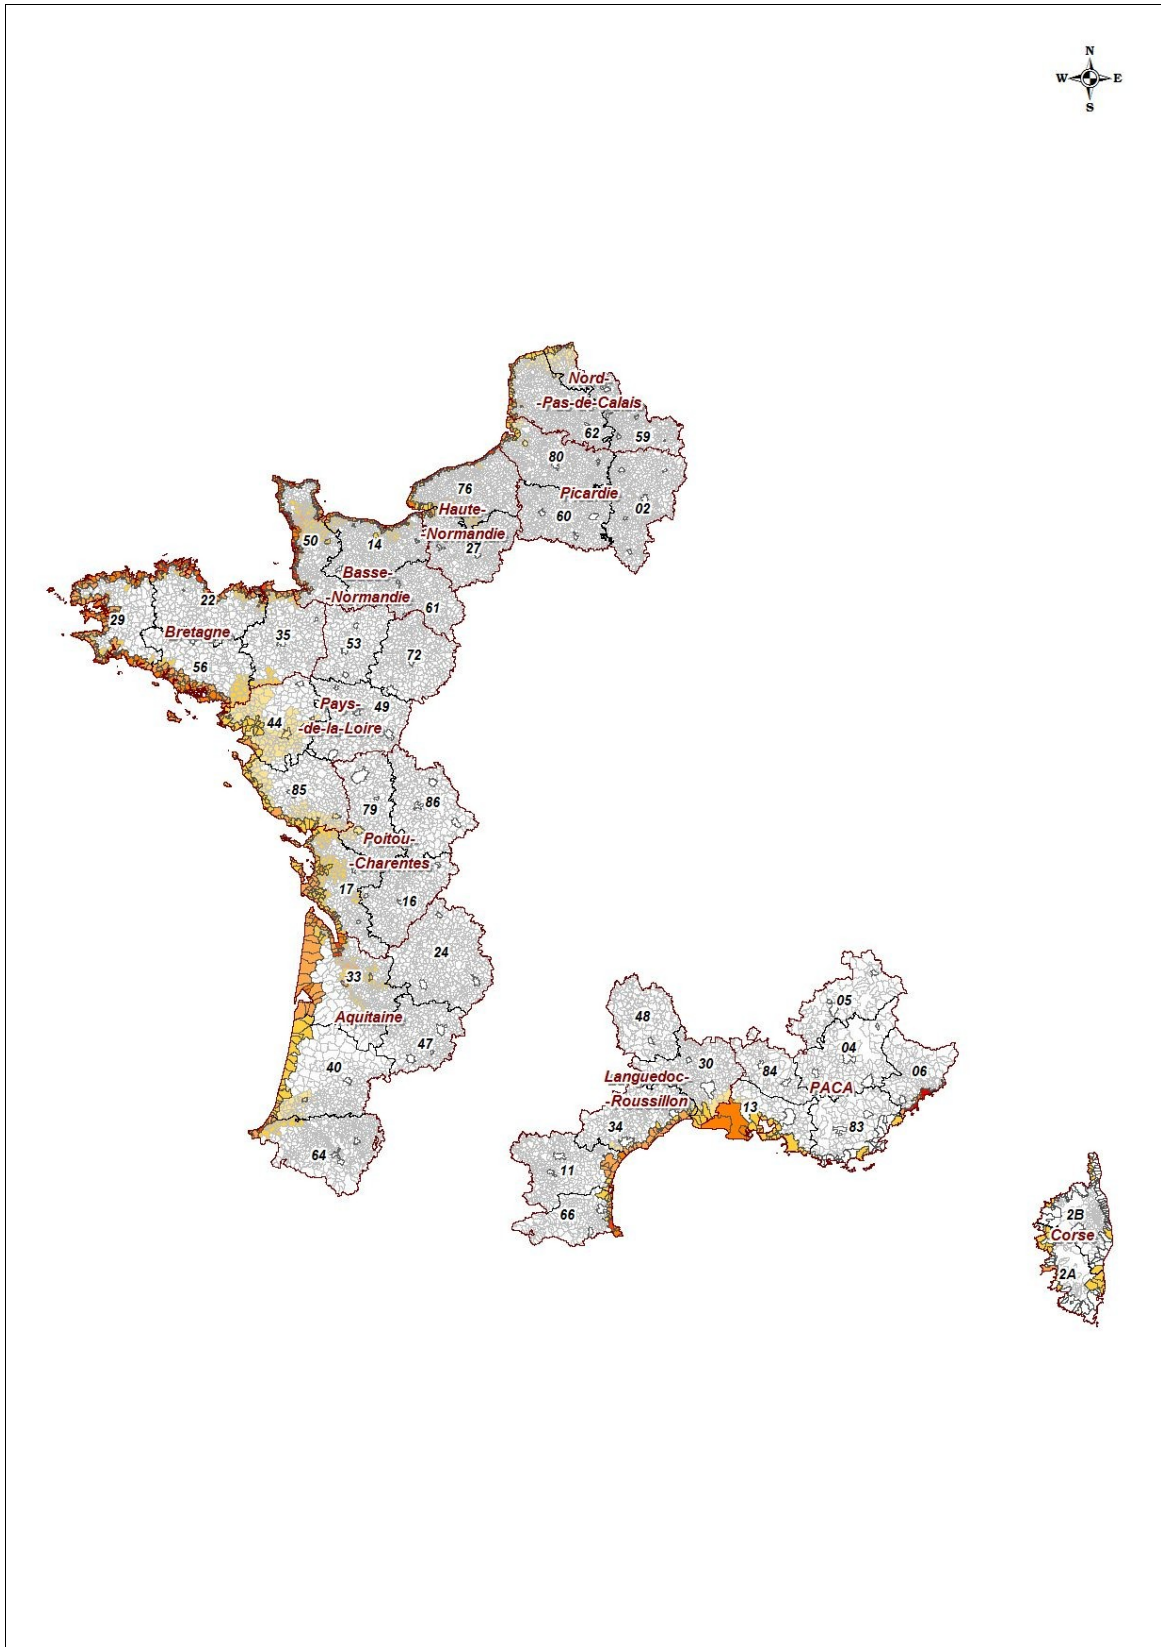 N
W E
S
Nord-
-Pas-de-Calais
62
59
80
76
Picardie
02
Haute-
60
-Normandie
50
14
27
Basse-
-Normandie
22
61
29
Bretagne
35
53
72
56
Pays-
49
44
-de-la-Loire
85
79
86
Poitou-
-Charentes
17
16
24
33
Aquitaine
47
40
64
48
05
04
30
84
06
Languedoc-
PACA
-Roussillon
13
34
83
11
66
2B
Corse
2A